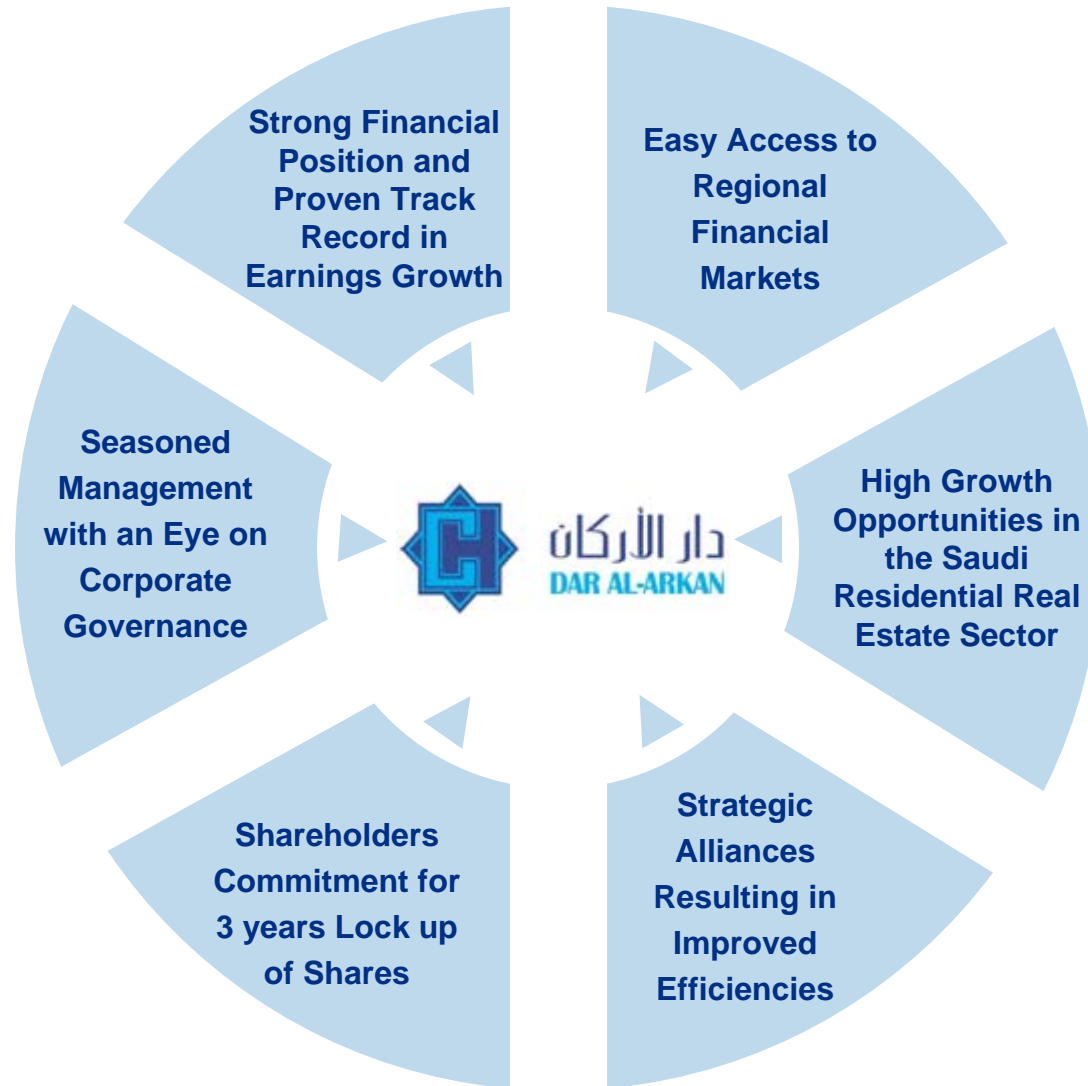 Strong Financial
Position and
Proven Track
Record in
Earnings Growth
Easy Access to
Regional
Financial
Markets
Seasoned
Management
with an Eye on
Corporate
Governance
دار الأركان
DAR AL-ARKAN
High Growth
Opportunities in
the Saudi
Residential Real
Estate Sector
Shareholders
Commitment for
3 years Lock up
of Shares
Strategic
Alliances
Resulting in
Improved
Efficiencies